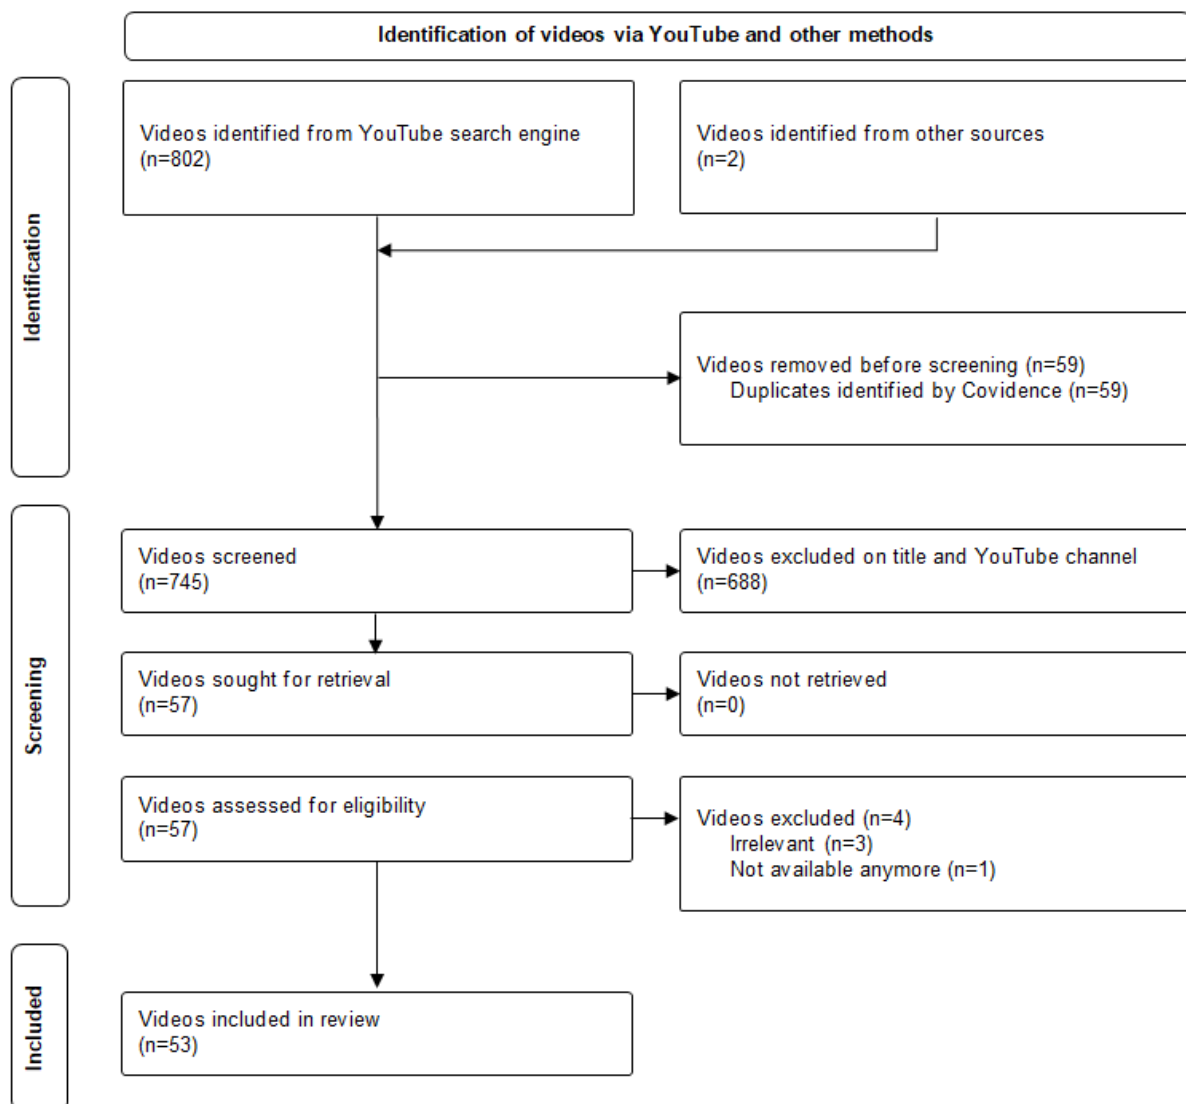 Identification of videos via YouTube and other methods
Identification
Videos identified from YouTube search engine
(n=802)
Videos identified from other sources
(n=2)
Videos removed before screening (n=59)
Duplicates identified by Covidence (n=59)
Screening
Videos screened
(n=745)
Videos excluded on title and YouTube channel
(n=688)
Videos sought for retrieval
(n=57)
Videos not retrieved
(n=0)
Videos assessed for eligibility
(n=57)
Videos excluded (n=4)
Irrelevant (n=3)
Not available anymore (n=1)
Included
Videos included in review
(n=53)